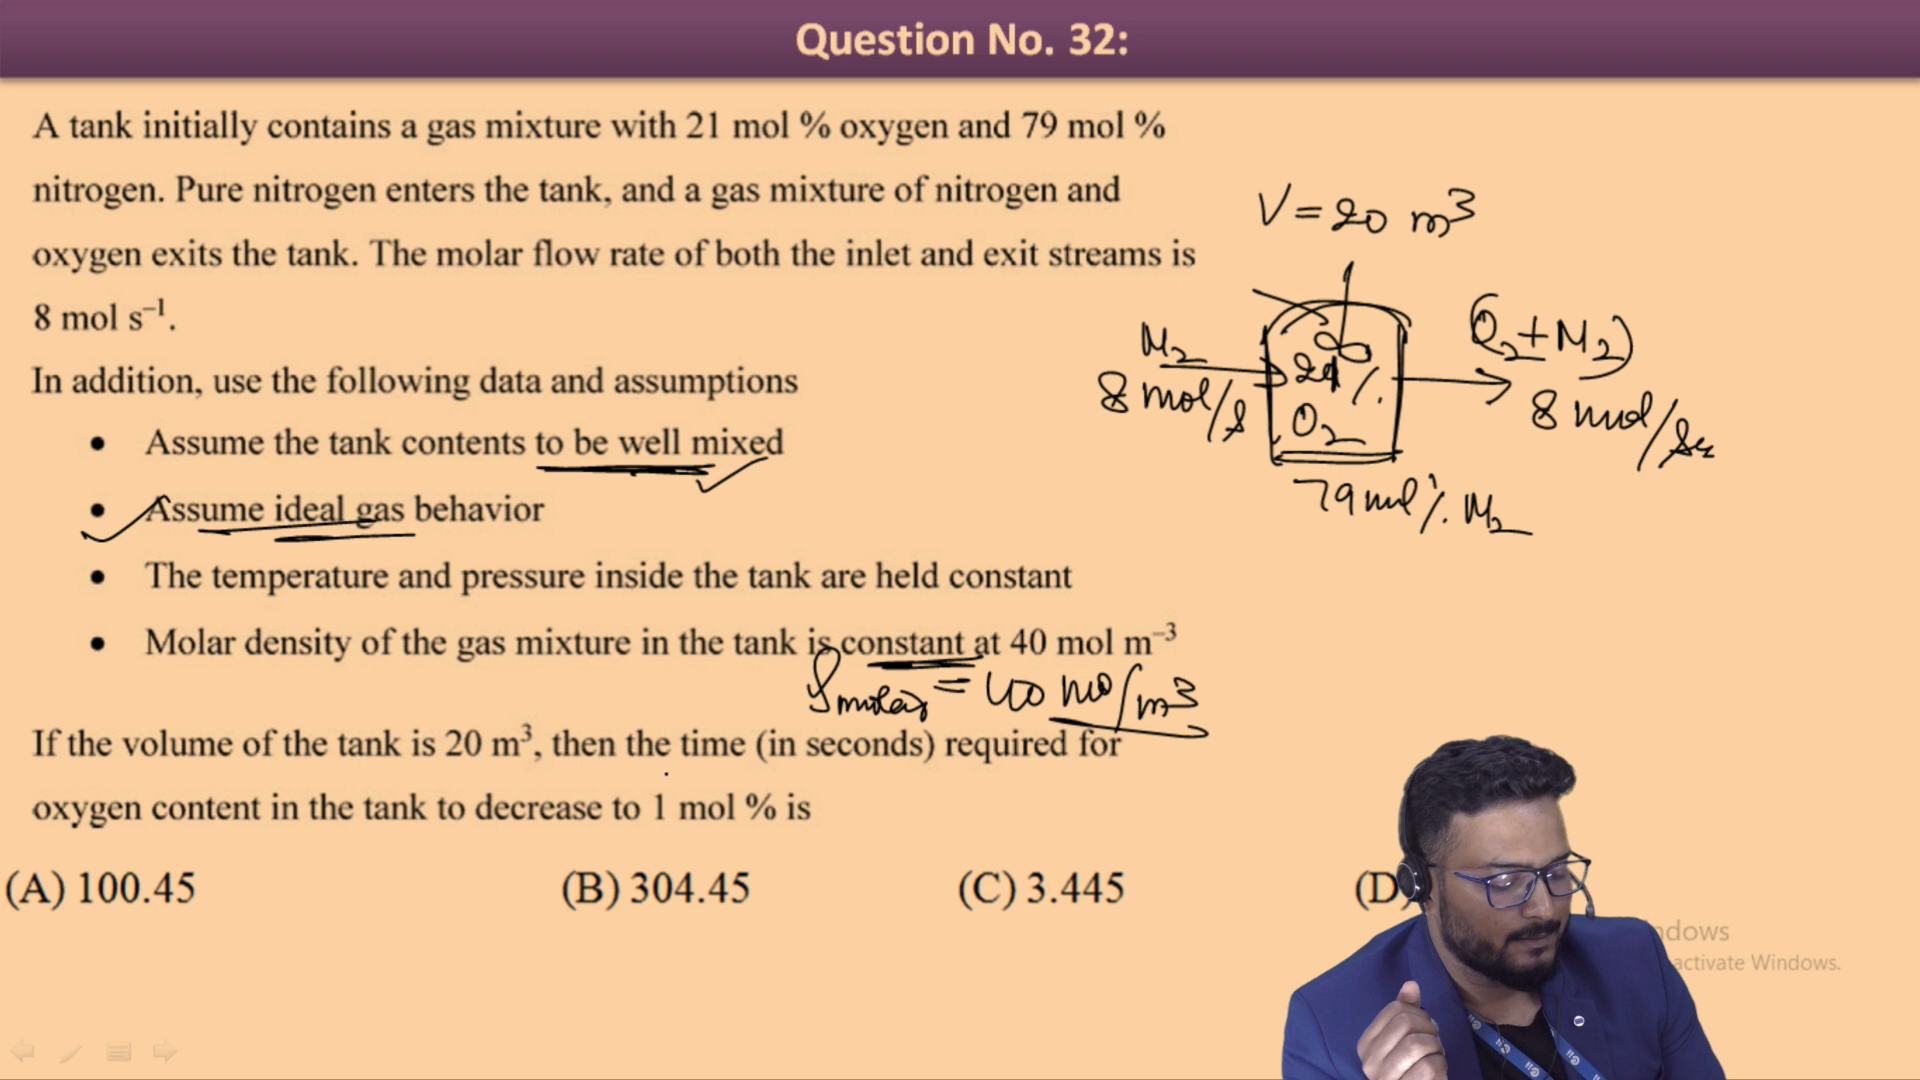 Question No. 32:
A tank initially contains a gas mixture with 21 mol % oxygen and 79 mol %
nitrogen. Pure nitrogen enters the tank, and a gas mixture of nitrogen and
oxygen exits the tank. The molar flow rate of both the inlet and exit streams is
8 mol s⁻¹.
In addition, use the following data and assumptions
• Assume the tank contents to be well mixed
• Assume ideal gas behavior
• The temperature and pressure inside the tank are held constant
• Molar density of the gas mixture in the tank is constant at 40 mol m⁻³
ρmolar = 40 mol/m³
If the volume of the tank is 20 m³, then the time (in seconds) required for
oxygen content in the tank to decrease to 1 mol % is
(A) 100.45 (B) 304.45 (C) 3.445 (D)
V = 20 m³
N₂
8 mol/s
21 %
O₂
(O₂+N₂)
8 mol/sec
79 mol % N₂
activate Windows.